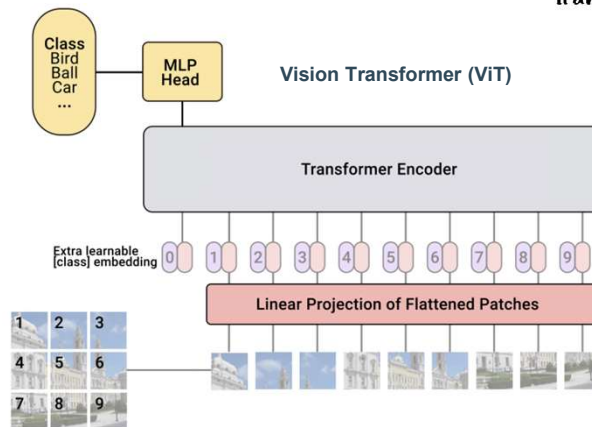 Class
Bird
Ball
Car
...
MLP
Head
Vision Transformer (ViT)
Transformer Encoder
Extra learnable
[class] embedding
0 1 2 3 4 5 6 7 8 9
Linear Projection of Flattened Patches
1 2 3
4 5 6
7 8 9